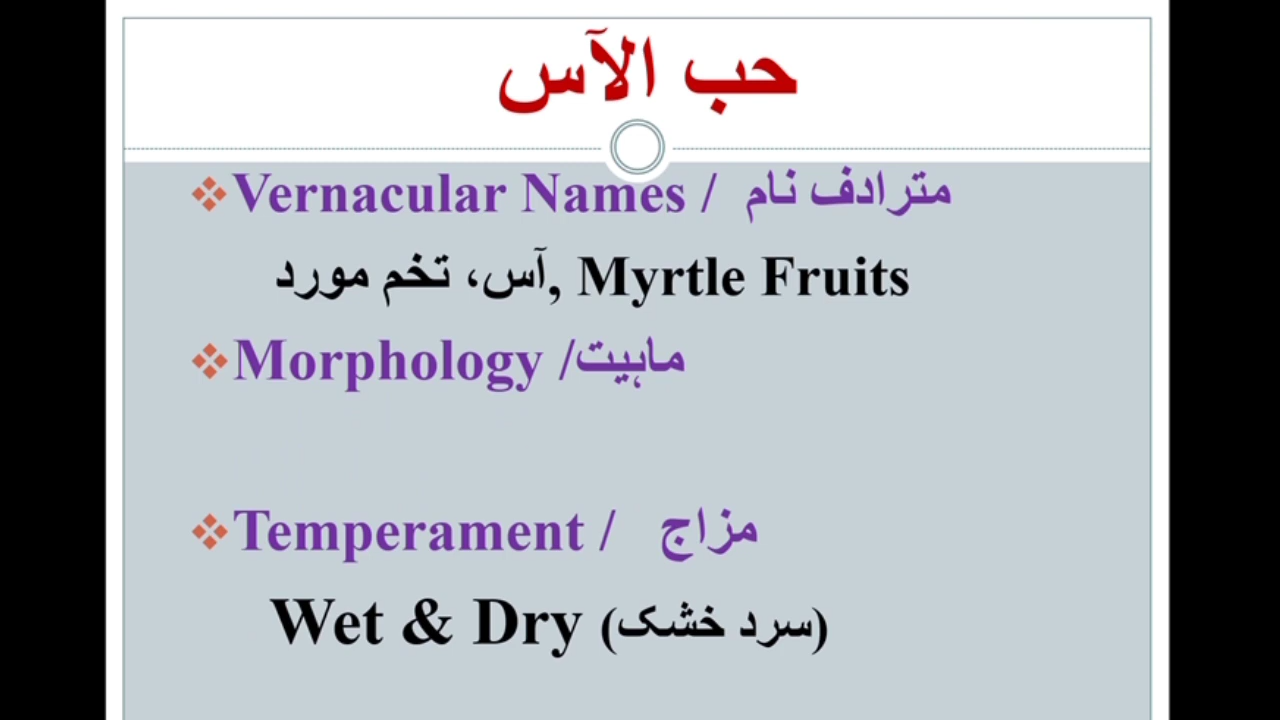 حب الآس
Vernacular Names / مترادف نام
آس، تخم مورد, Myrtle Fruits
Morphology /ماہیت
Temperament / مزاج
Wet & Dry (سرد خشک)